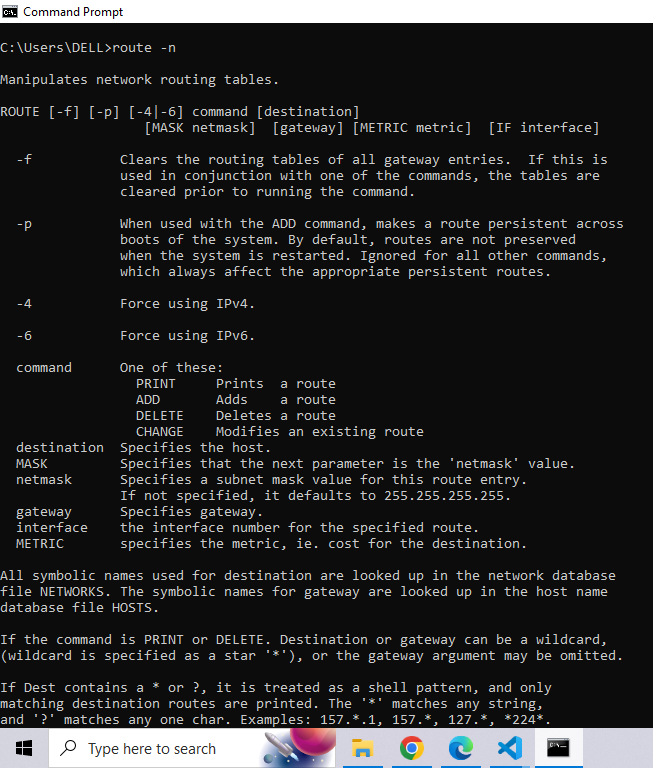 Command Prompt
C:\Users\DELL>route -n
Manipulates network routing tables.
ROUTE [-f] [-p] [-4|-6] command [destination]
                  [MASK netmask]  [gateway] [METRIC metric]  [IF interface]
  -f           Clears the routing tables of all gateway entries.  If this is
               used in conjunction with one of the commands, the tables are
               cleared prior to running the command.
  -p           When used with the ADD command, makes a route persistent across
               boots of the system. By default, routes are not preserved
               when the system is restarted. Ignored for all other commands,
               which always affect the appropriate persistent routes.
  -4           Force using IPv4.
  -6           Force using IPv6.
  command      One of these:
                 PRINT     Prints  a route
                 ADD       Adds    a route
                 DELETE    Deletes a route
                 CHANGE    Modifies an existing route
  destination  Specifies the host.
  MASK         Specifies that the next parameter is the 'netmask' value.
  netmask      Specifies a subnet mask value for this route entry.
               If not specified, it defaults to 255.255.255.255.
  gateway      Specifies gateway.
  interface    the interface number for the specified route.
  METRIC       specifies the metric, ie. cost for the destination.
All symbolic names used for destination are looked up in the network database
file NETWORKS. The symbolic names for gateway are looked up in the host name
database file HOSTS.
If the command is PRINT or DELETE. Destination or gateway can be a wildcard,
(wildcard is specified as a star '*'), or the gateway argument may be omitted.
If Dest contains a * or ?, it is treated as a shell pattern, and only
matching destination routes are printed. The '*' matches any string,
and '?' matches any one char. Examples: 157.*.1, 157.*, 127.*, *224*.
Type here to search